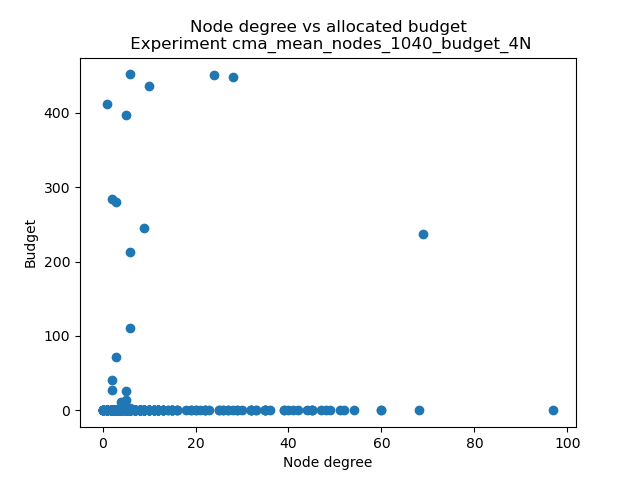 Node degree vs allocated budget
Experiment cma_mean_nodes_1040_budget_4N
Budget
400
300
200
100
0
0 20 40 60 80 100
Node degree